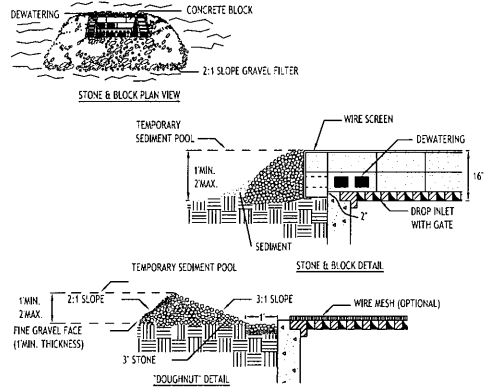 DEWATERING
CONCRETE BLOCK
2:1 SLOPE GRAVEL FILTER
STONE & BLOCK PLAN VIEW
TEMPORARY
SEDIMENT POOL
WIRE SCREEN
DEWATERING
1'MIN.
2'MAX.
16"
2"
DROP INLET
WITH GATE
SEDIMENT
STONE & BLOCK DETAIL
TEMPORARY SEDIMENT POOL
1'MIN.
2'MAX.
2:1 SLOPE
3:1 SLOPE
1'
WIRE MESH (OPTIONAL)
FINE GRAVEL FACE
(1'MIN. THICKNESS)
3" STONE
"DOUGHNUT" DETAIL